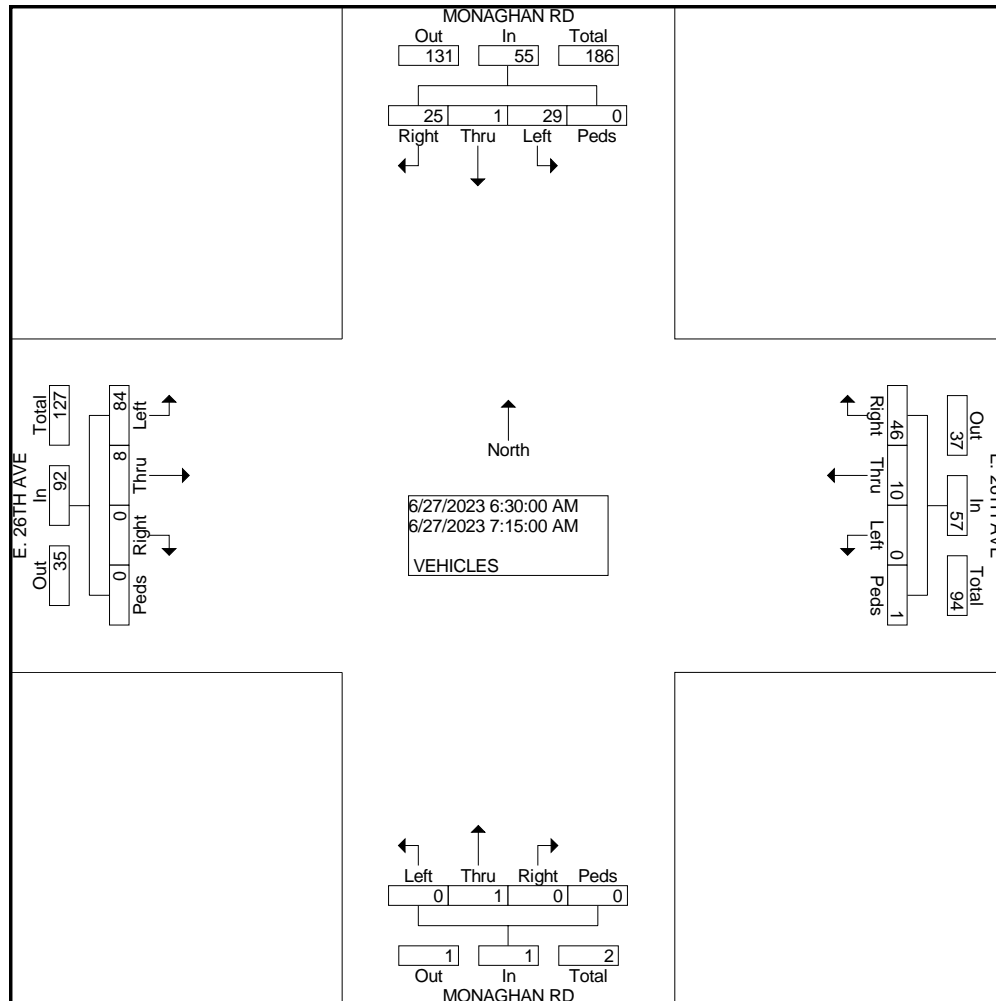 MONAGHAN RD
Out In Total
131 55 186
25 1 29 0
Right Thru Left Peds
E. 26TH AVE
Total In Out
127 92 35
84 8 0 0
Left Thru Right Peds
North
6/27/2023 6:30:00 AM
6/27/2023 7:15:00 AM
VEHICLES
Right Thru Left Peds
46 10 0 1
Out In Total
37 57 94
E. 26TH AVE
Left Thru Right Peds
0 1 0 0
1 1 2
Out In Total
MONAGHAN RD